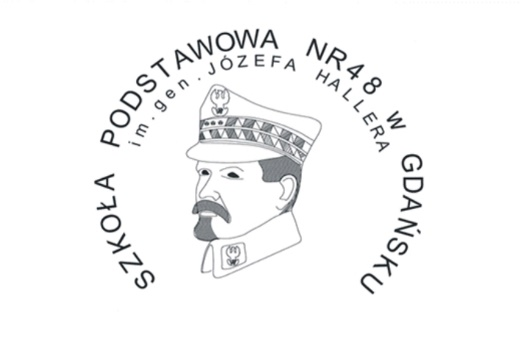 SZKOŁA PODSTAWOWA NR48 W GDAŃSKU
im.gen. JÓZEFA HALLERA